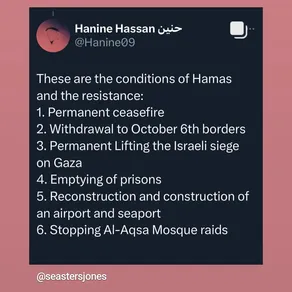 Hanine Hassan حنين
@Hanine09
These are the conditions of Hamas
and the resistance:
1. Permanent ceasefire
2. Withdrawal to October 6th borders
3. Permanent Lifting the Israeli siege
on Gaza
4. Emptying of prisons
5. Reconstruction and construction of
an airport and seaport
6. Stopping Al-Aqsa Mosque raids
@seastersjones